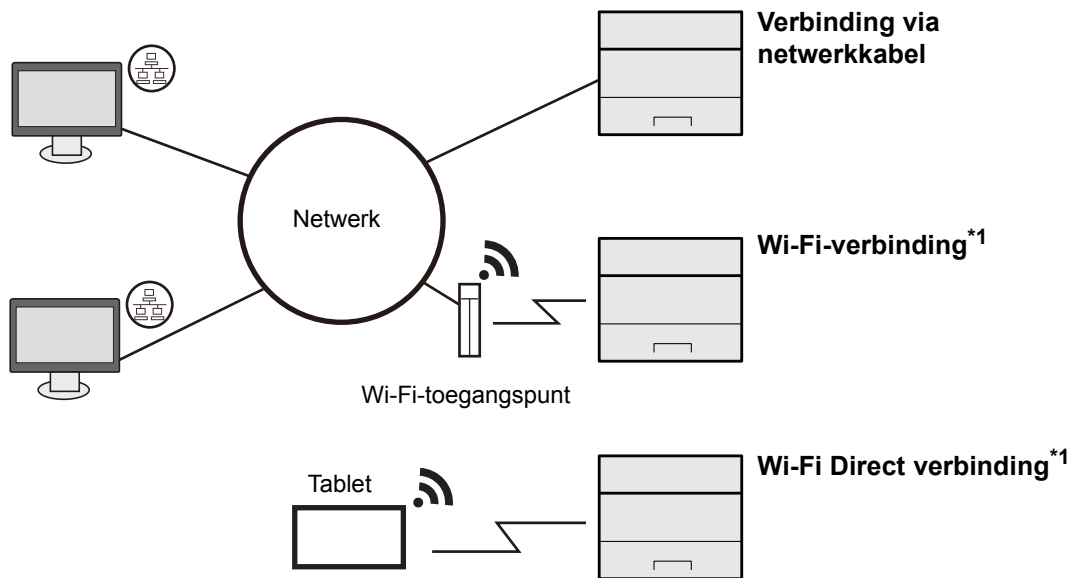 Verbinding via
netwerkkabel
Netwerk
Wi-Fi-verbinding*1
Wi-Fi-toegangspunt
Wi-Fi Direct verbinding*1
Tablet